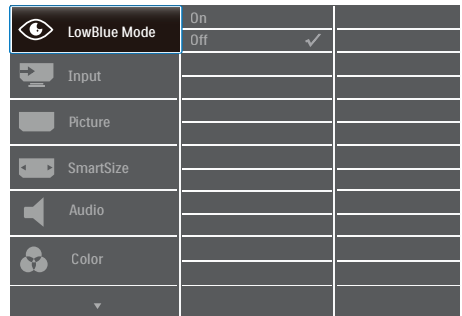 LowBlue Mode
On
Off
Input
Picture
SmartSize
Audio
Color